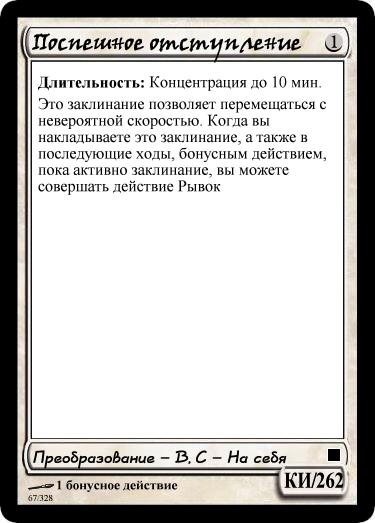 Поспешное отступление 1
Длительность: Концентрация до 10 мин.
Это заклинание позволяет перемещаться с
невероятной скоростью. Когда вы
накладываете это заклинание, а также в
последующие ходы, бонусным действием,
пока активно заклинание, вы можете
совершать действие Рывок
Преобразование – В, С – На себя
1 бонусное действие
КИ/262
67/328